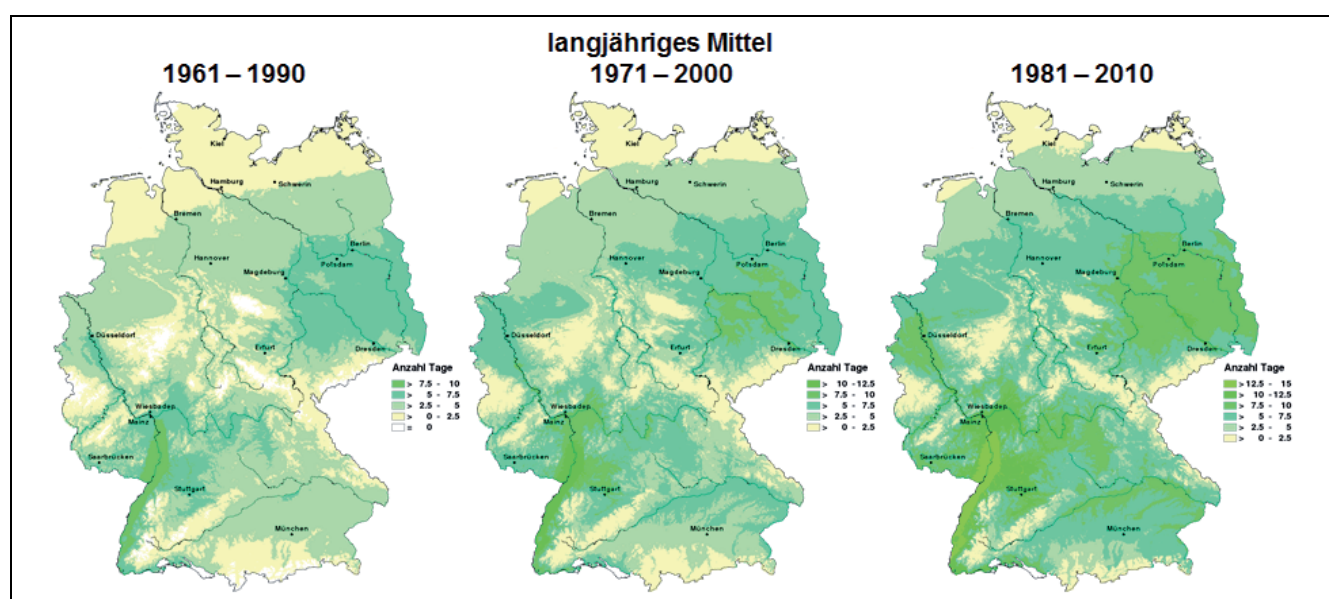 langjähriges Mittel
1961 – 1990
1971 – 2000
1981 – 2010
Kiel
Hamburg
Schwerin
Bremen
Berlin
Hannover
Potsdam
Magdeburg
Düsseldorf
Erfurt
Dresden
Wiesbaden
Mainz
Saarbrücken
Stuttgart
München
Anzahl Tage
> 7.5 - 10
> 5 - 7.5
> 2.5 - 5
> 0 - 2.5
= 0
Kiel
Hamburg
Schwerin
Bremen
Berlin
Hannover
Potsdam
Magdeburg
Düsseldorf
Erfurt
Dresden
Wiesbaden
Mainz
Saarbrücken
Stuttgart
München
Anzahl Tage
> 10 - 12.5
> 7.5 - 10
> 5 - 7.5
> 2.5 - 5
> 0 - 2.5
Kiel
Hamburg
Schwerin
Bremen
Berlin
Hannover
Potsdam
Magdeburg
Düsseldorf
Erfurt
Dresden
Wiesbaden
Mainz
Saarbrücken
Stuttgart
München
Anzahl Tage
> 12.5 - 15
> 10 - 12.5
> 7.5 - 10
> 5 - 7.5
> 2.5 - 5
> 0 - 2.5